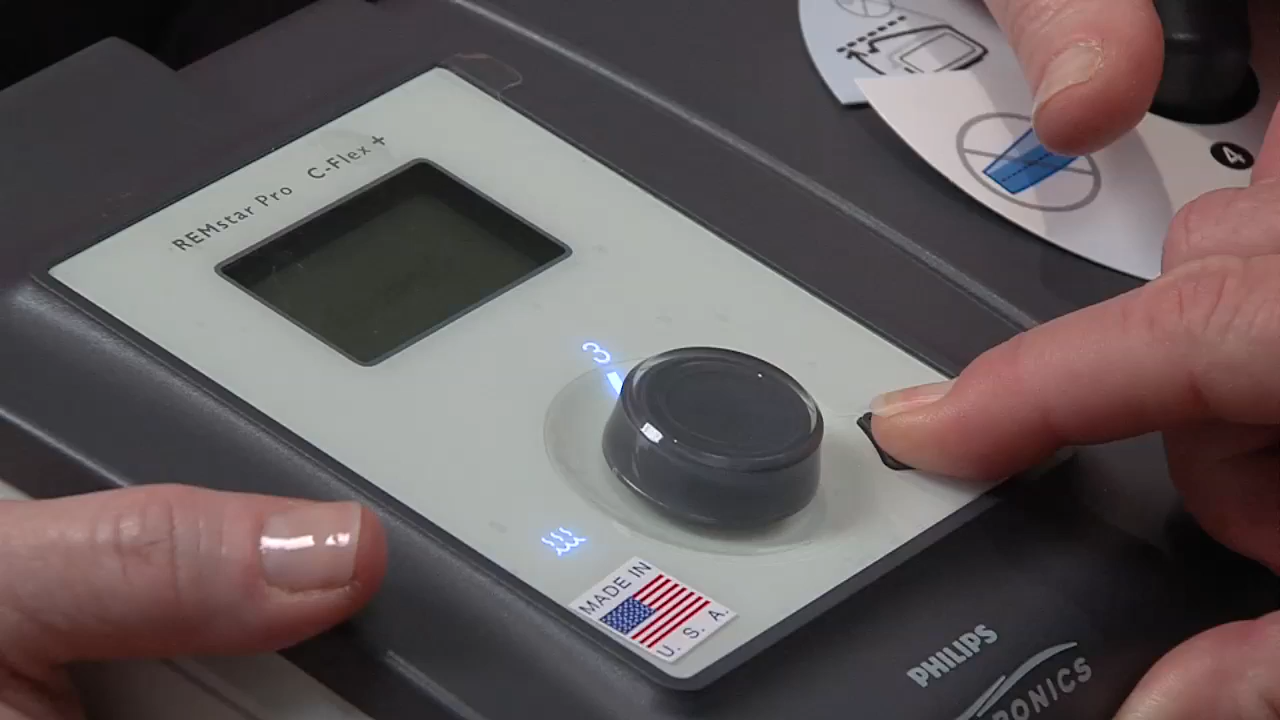 REMstar Pro C-Flex +
3
MADE IN
U. S. A.
PHILIPS
4